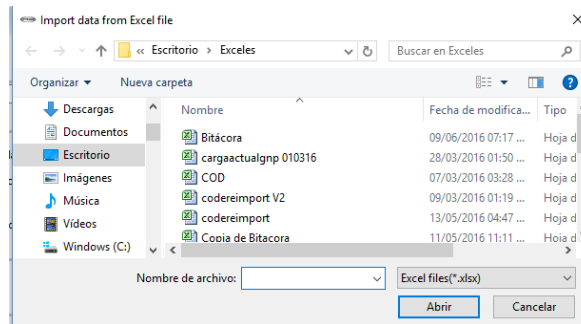 Import data from Excel file
« Escritorio > Exceles
Buscar en Exceles
Organizar
Nueva carpeta
Descargas
Documentos
Escritorio
Imágenes
Música
Vídeos
Windows (C:)
Nombre Fecha de modifica... Tipo
Bitácora 09/06/2016 07:17 ... Hoja d
cargaactualgnp 010316 28/03/2016 01:50 ... Hoja d
COD 07/03/2016 03:28 ... Hoja d
codereimport V2 09/03/2016 01:19 ... Hoja d
codereimport 13/05/2016 04:47 ... Hoja d
Copia de Bitacora 11/05/2016 11:11 ... Hoja d
Nombre de archivo:
Excel files(*.xlsx)
Abrir
Cancelar